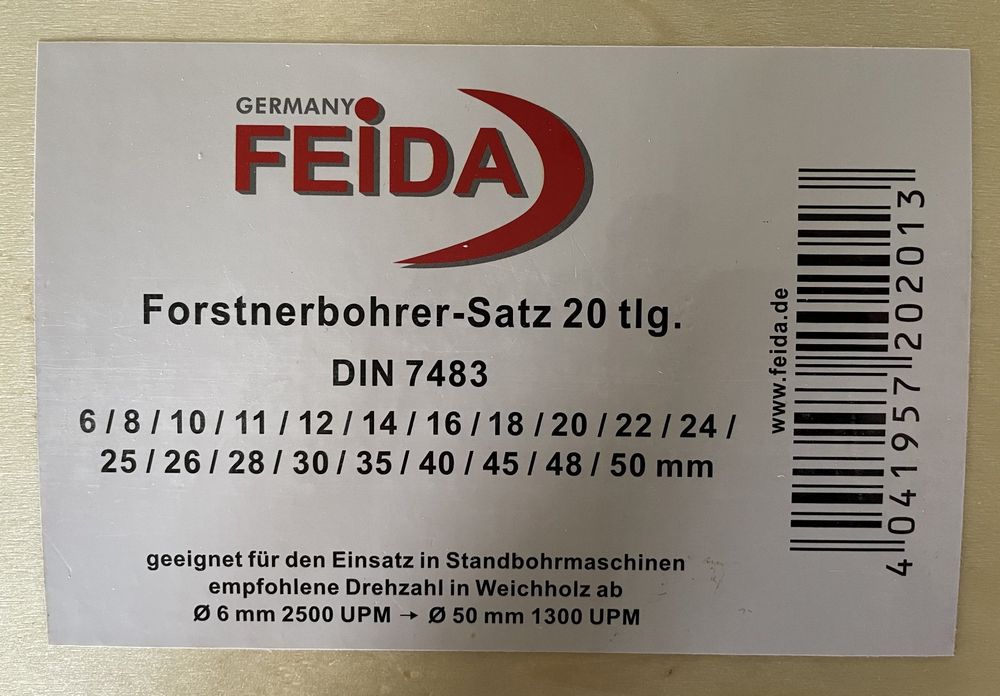 GERMANY
FEiDA
Forstnerbohrer-Satz 20 tlg.
DIN 7483
6 / 8 / 10 / 11 / 12 / 14 / 16 / 18 / 20 / 22 / 24 /
25 / 26 / 28 / 30 / 35 / 40 / 45 / 48 / 50 mm
geeignet für den Einsatz in Standbohrmaschinen
empfohlene Drehzahl in Weichholz ab
Ø 6 mm 2500 UPM → Ø 50 mm 1300 UPM
www.feida.de
4 041957 202013